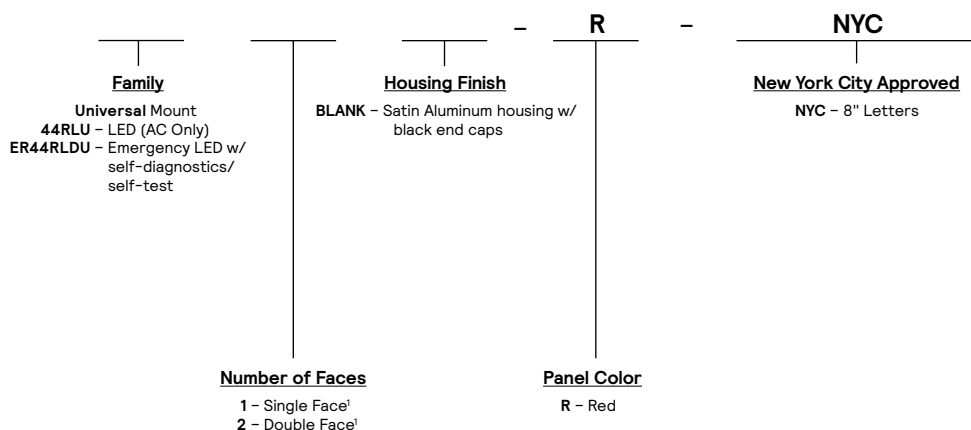 – R – NYC
Family
Universal Mount
44RLU – LED (AC Only)
ER44RLDU – Emergency LED w/
self-diagnostics/
self-test
Housing Finish
BLANK – Satin Aluminum housing w/
black end caps
New York City Approved
NYC – 8" Letters
Number of Faces
1 – Single Face¹
2 – Double Face¹
Panel Color
R – Red